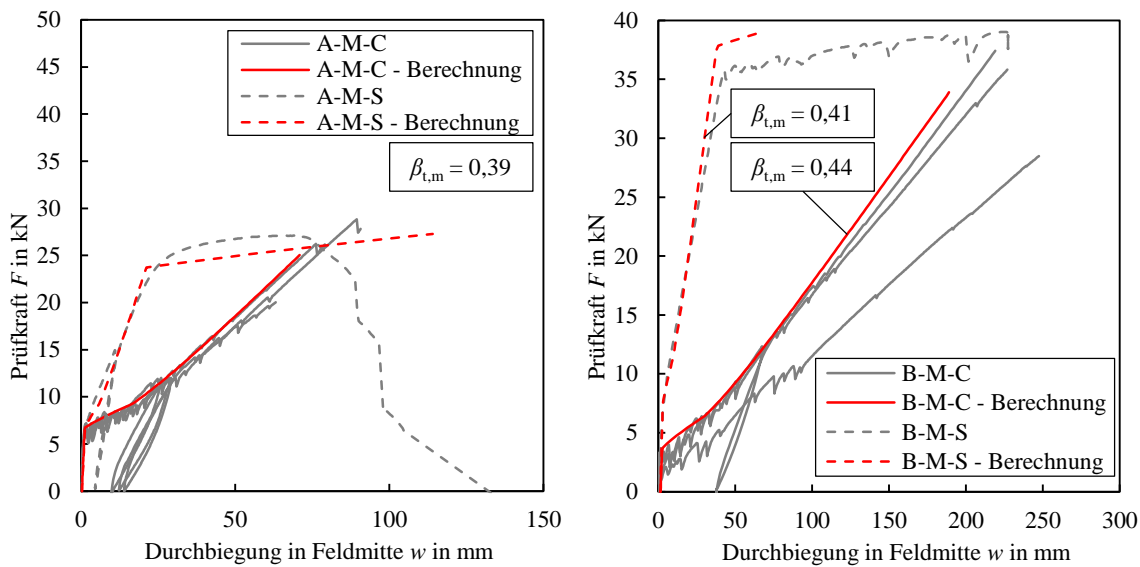 50
45
40
35
30
25
20
15
10
5
0
Prüfkraft F in kN
A-M-C
A-M-C - Berechnung
A-M-S
A-M-S - Berechnung
βt,m = 0,39
0 50 100 150
Durchbiegung in Feldmitte w in mm
40
35
30
25
20
15
10
5
0
Prüfkraft F in kN
βt,m = 0,41
βt,m = 0,44
B-M-C
B-M-C - Berechnung
B-M-S
B-M-S - Berechnung
0 50 100 150 200 250 300
Durchbiegung in Feldmitte w in mm